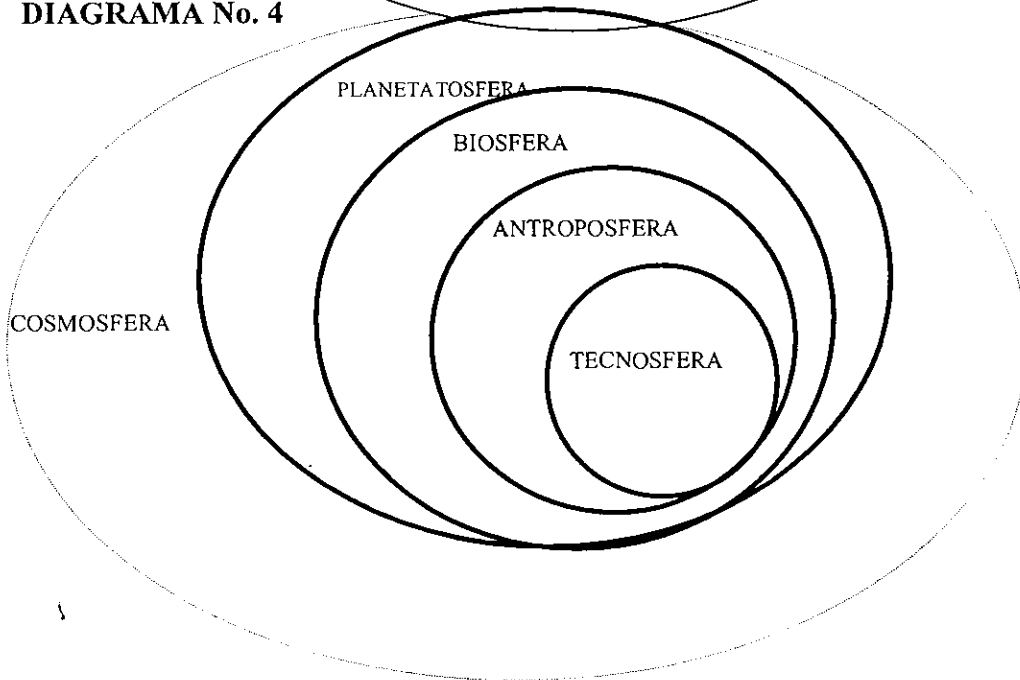 DIAGRAMA No. 4
PLANETATOSFERA
BIOSFERA
ANTROPOSFERA
COSMOSFERA
TECNOSFERA